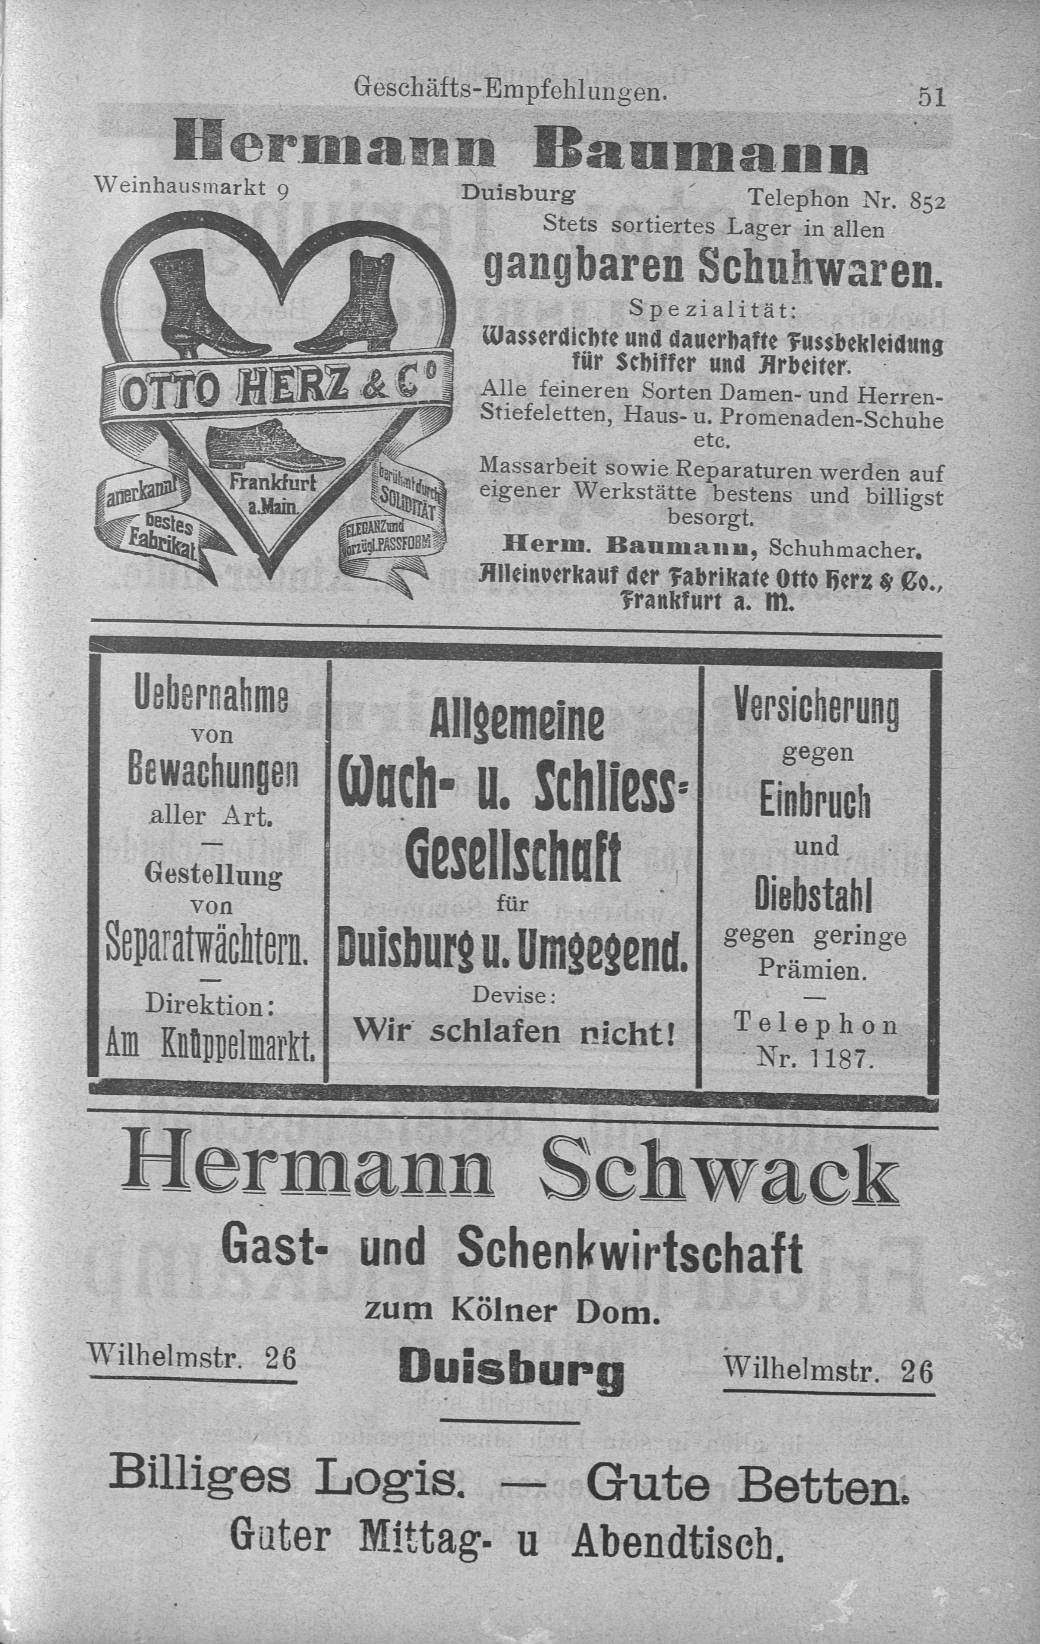 Geschäfts-Empfehlungen. 51
Hermann Baumann
Weinhausmarkt 9 Duisburg Telephon Nr. 852
Stets sortiertes Lager in allen
gangbaren Schuhwaren.
Spezialität:
Wasserdichte und dauerhafte Fussbekleidung
für Schiffer und Arbeiter.
Alle feineren Sorten Damen- und Herren-
Stiefeletten, Haus- u. Promenaden-Schuhe
etc.
Massarbeit sowie Reparaturen werden auf
eigener Werkstätte bestens und billigst
besorgt.
Herm. Baumann, Schuhmacher.
Alleinverkauf der Fabrikate Otto Herz & Co.,
Frankfurt a. M.
OTTO HERZ & Co
Frankfurt
a. Main.
anerkannt
bestes
Fabrikat
berühmt durch
SOLIDITÄT
ELEGANZ und
vorzügl. PASSFORM
Uebernahme
von
Bewachungen
aller Art.
—
Gestellung
von
Separatwächtern.
—
Direktion:
Am Knüppelmarkt.
Allgemeine
Wach- u. Schliess-
Gesellschaft
für
Duisburg u. Umgegend.
Devise:
Wir schlafen nicht!
Versicherung
gegen
Einbruch
und
Diebstahl
gegen geringe
Prämien.
—
Telephon
Nr. 1187.
Hermann Schwack
Gast- und Schenkwirtschaft
zum Kölner Dom.
Wilhelmstr. 26 Duisburg Wilhelmstr. 26
Billiges Logis. — Gute Betten.
Guter Mittag- u Abendtisch.